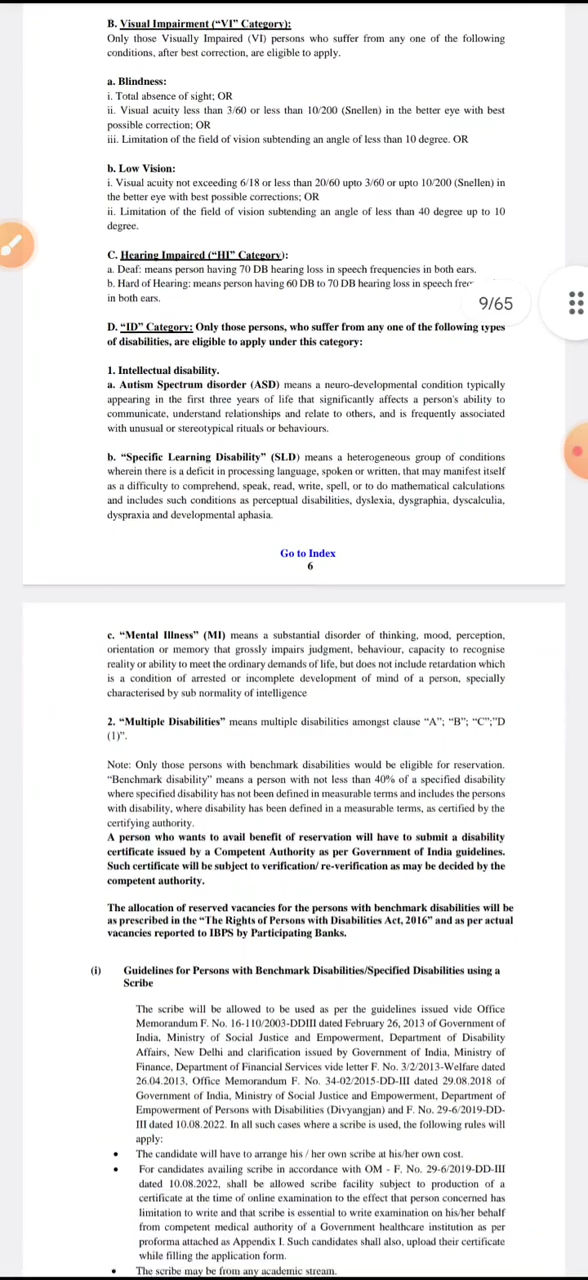 B. Visual Impairment (“VI” Category):
Only those Visually Impaired (VI) persons who suffer from any one of the following
conditions, after best correction, are eligible to apply.
a. Blindness:
i. Total absence of sight; OR
ii. Visual acuity less than 3/60 or less than 10/200 (Snellen) in the better eye with best
possible correction; OR
iii. Limitation of the field of vision subtending an angle of less than 10 degree. OR
b. Low Vision:
i. Visual acuity not exceeding 6/18 or less than 20/60 upto 3/60 or upto 10/200 (Snellen) in
the better eye with best possible corrections; OR
ii. Limitation of the field of vision subtending an angle of less than 40 degree up to 10
degree.
C. Hearing Impaired (“HI” Category):
a. Deaf: means person having 70 DB hearing loss in speech frequencies in both ears.
b. Hard of Hearing: means person having 60 DB to 70 DB hearing loss in speech
in both ears.
9/65
D. “ID” Category: Only those persons, who suffer from any one of the following types
of disabilities, are eligible to apply under this category:
1. Intellectual disability.
a. Autism Spectrum disorder (ASD) means a neuro-developmental condition typically
appearing in the first three years of life that significantly affects a person's ability to
communicate, understand relationships and relate to others, and is frequently associated
with unusual or stereotypical rituals or behaviours.
b. “Specific Learning Disability” (SLD) means a heterogeneous group of conditions
wherein there is a deficit in processing language, spoken or written, that may manifest itself
as a difficulty to comprehend, speak, read, write, spell, or to do mathematical calculations
and includes such conditions as perceptual disabilities, dyslexia, dysgraphia, dyscalculia,
dyspraxia and developmental aphasia.
Go to Index
6
c. “Mental Illness” (MI) means a substantial disorder of thinking, mood, perception,
orientation or memory that grossly impairs judgment, behaviour, capacity to recognise
reality or ability to meet the ordinary demands of life, but does not include retardation which
is a condition of arrested or incomplete development of mind of a person, specially
characterised by sub normality of intelligence
2. “Multiple Disabilities” means multiple disabilities amongst clause “A”; “B”; “C”;“D
(1)”.
Note: Only those persons with benchmark disabilities would be eligible for reservation.
“Benchmark disability” means a person with not less than 40% of a specified disability
where specified disability has not been defined in measurable terms and includes the persons
with disability, where disability has been defined in a measurable terms, as certified by the
certifying authority.
A person who wants to avail benefit of reservation will have to submit a disability
certificate issued by a Competent Authority as per Government of India guidelines.
Such certificate will be subject to verification/ re-verification as may be decided by the
competent authority.
The allocation of reserved vacancies for the persons with benchmark disabilities will be
as prescribed in the “The Rights of Persons with Disabilities Act, 2016” and as per actual
vacancies reported to IBPS by Participating Banks.
(i) Guidelines for Persons with Benchmark Disabilities/Specified Disabilities using a
Scribe
The scribe will be allowed to be used as per the guidelines issued vide Office
Memorandum F. No. 16-110/2003-DDIII dated February 26, 2013 of Government of
India, Ministry of Social Justice and Empowerment, Department of Disability
Affairs, New Delhi and clarification issued by Government of India, Ministry of
Finance, Department of Financial Services vide letter F. No. 3/2/2013-Welfare dated
26.04.2013, Office Memorandum F. No. 34-02/2015-DD-III dated 29.08.2018 of
Government of India, Ministry of Social Justice and Empowerment, Department of
Empowerment of Persons with Disabilities (Divyangjan) and F. No. 29-6/2019-DD-
III dated 10.08.2022. In all such cases where a scribe is used, the following rules will
apply:
• The candidate will have to arrange his / her own scribe at his/her own cost.
• For candidates availing scribe in accordance with OM - F. No. 29-6/2019-DD-III
dated 10.08.2022, shall be allowed scribe facility subject to production of a
certificate at the time of online examination to the effect that person concerned has
limitation to write and that scribe is essential to write examination on his/her behalf
from competent medical authority of a Government healthcare institution as per
proforma attached as Appendix I. Such candidates shall also, upload their certificate
while filling the application form.
• The scribe may be from any academic stream.